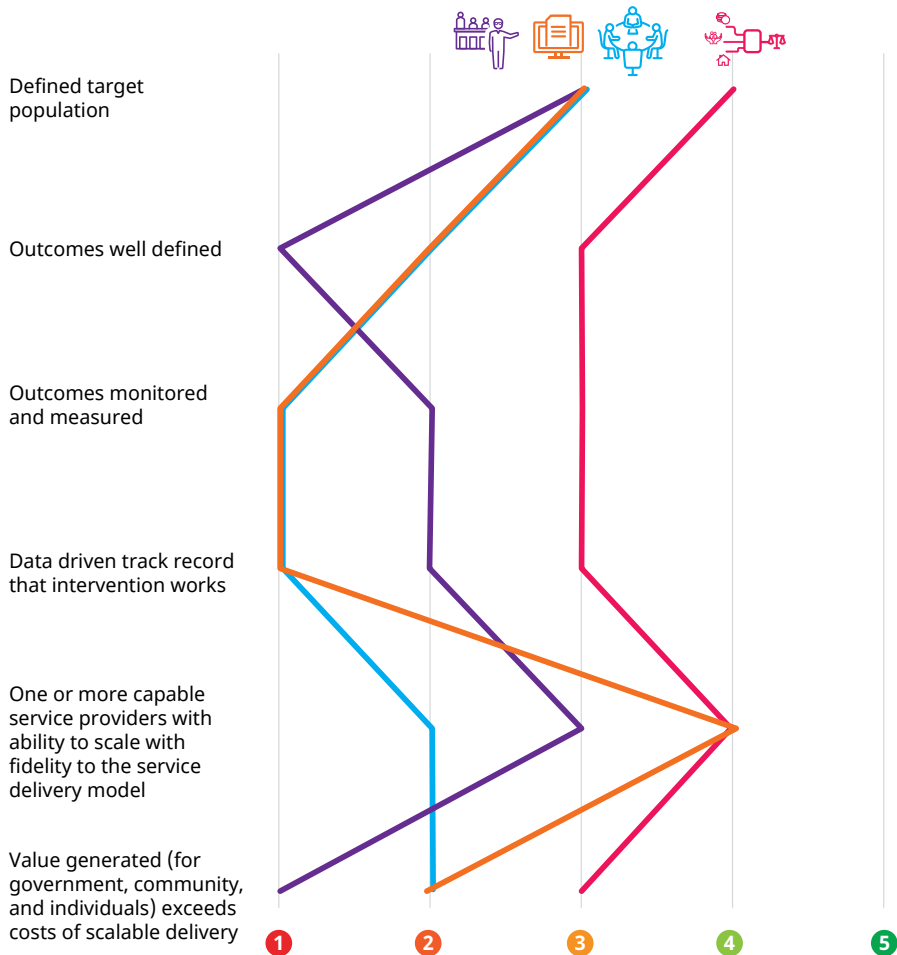 Defined target
population
Outcomes well defined
Outcomes monitored
and measured
Data driven track record
that intervention works
One or more capable
service providers with
ability to scale with
fidelity to the service
delivery model
Value generated (for
government, community,
and individuals) exceeds
costs of scalable delivery
1 2 3 4 5